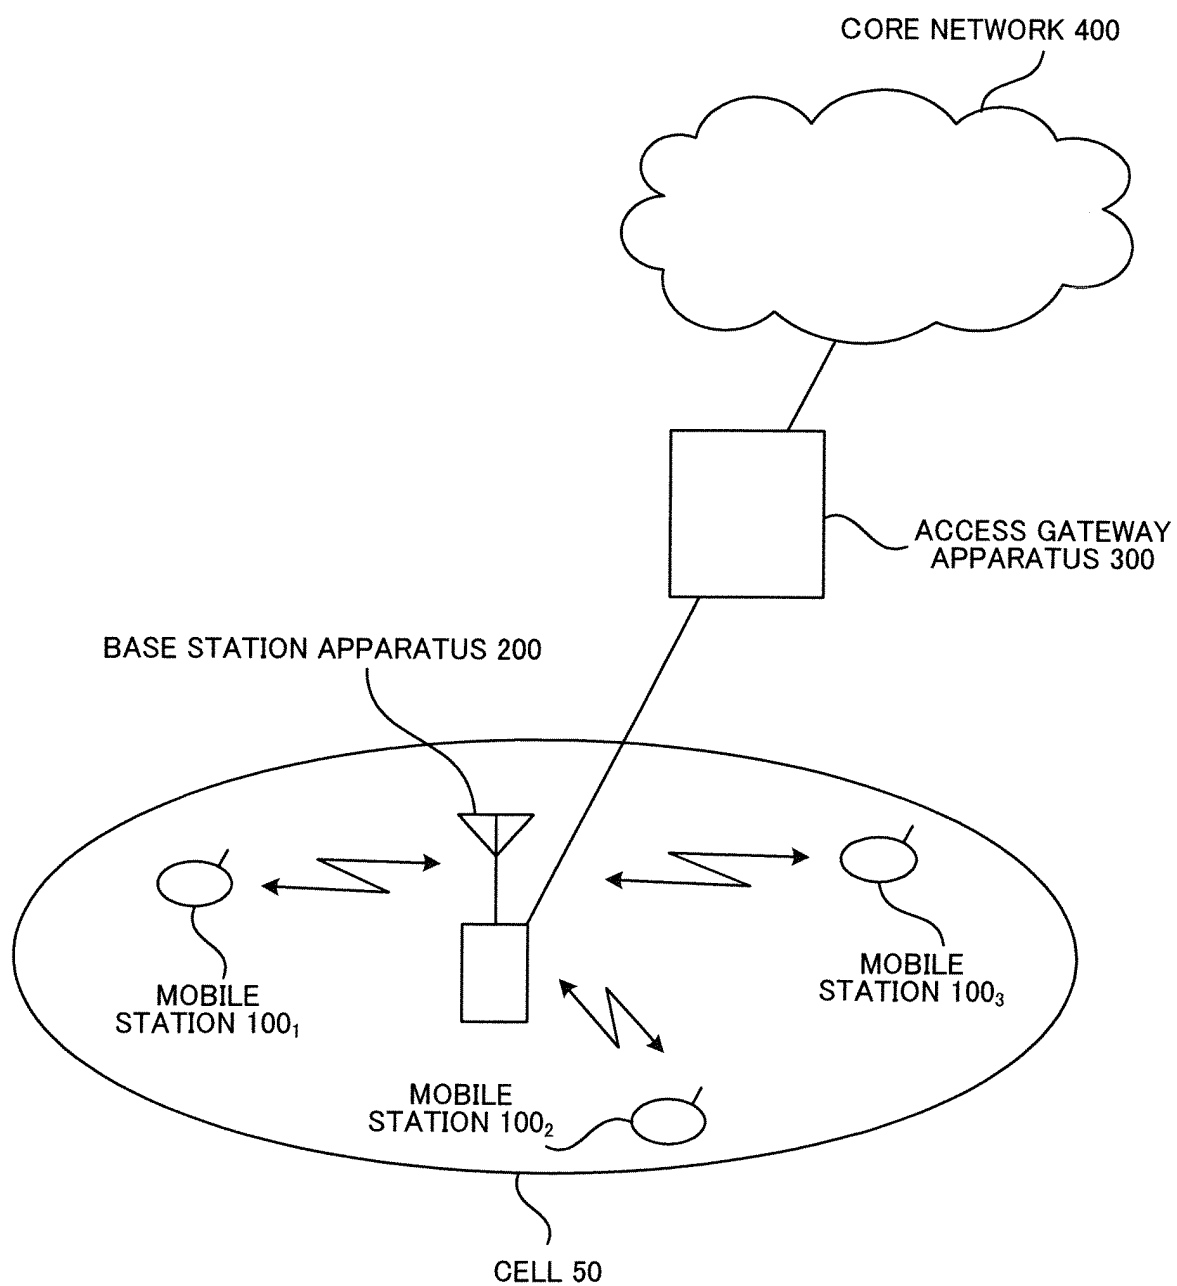 CORE NETWORK 400
ACCESS GATEWAY
APPARATUS 300
BASE STATION APPARATUS 200
MOBILE
STATION 100₁
MOBILE
STATION 100₃
MOBILE
STATION 100₂
CELL 50